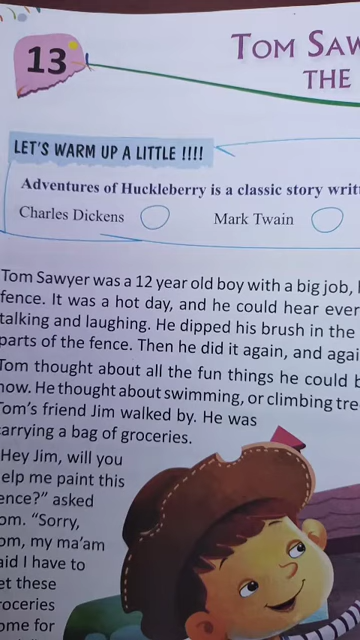 13
TOM SAW
THE
LET'S WARM UP A LITTLE !!!!
Adventures of Huckleberry is a classic story writ
Charles Dickens Mark Twain
Tom Sawyer was a 12 year old boy with a big job,
fence. It was a hot day, and he could hear ever
talking and laughing. He dipped his brush in the
parts of the fence. Then he did it again, and agai
Tom thought about all the fun things he could b
now. He thought about swimming, or climbing tre
Tom's friend Jim walked by. He was
carrying a bag of groceries.
Hey Jim, will you
elp me paint this
ence?" asked
om. "Sorry,
om, my ma'am
aid I have to
et these
roceries
ome for